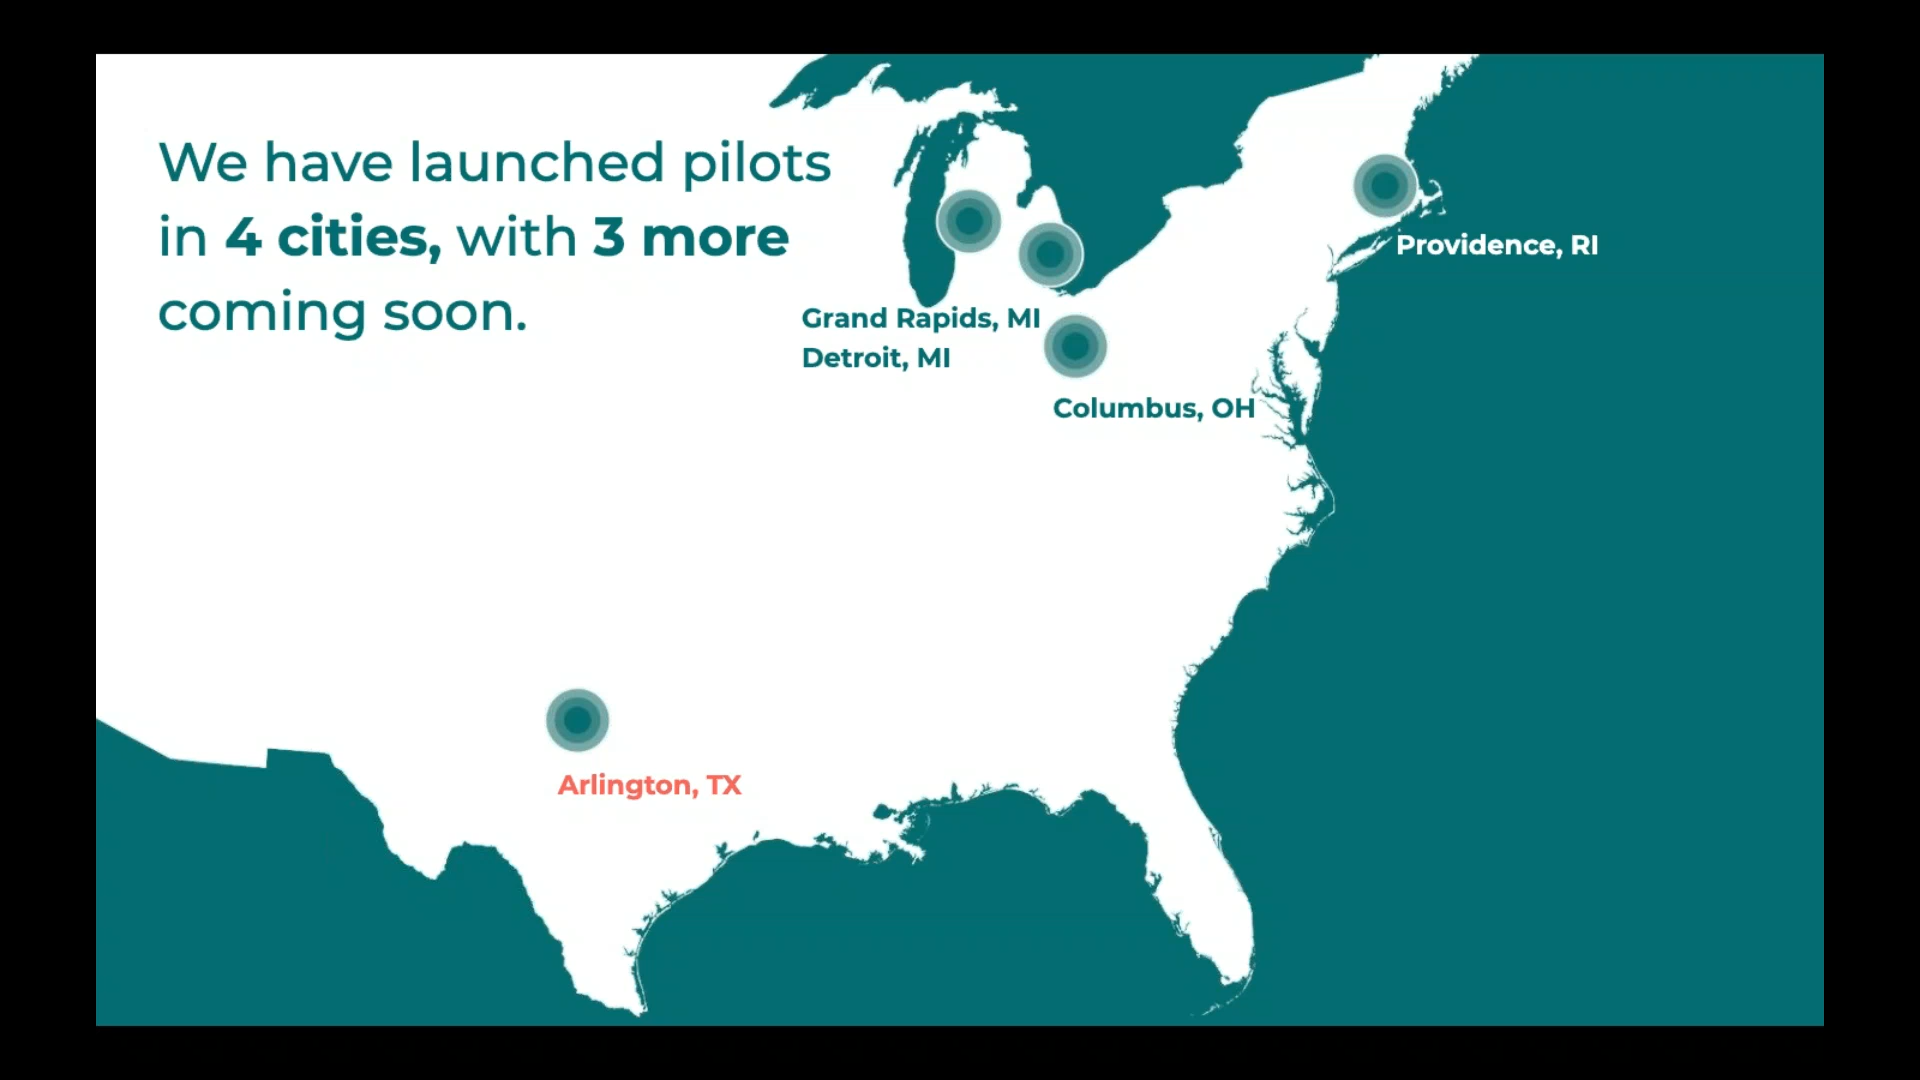 We have launched pilots
in 4 cities, with 3 more
coming soon.
Providence, RI
Grand Rapids, MI
Detroit, MI
Columbus, OH
Arlington, TX